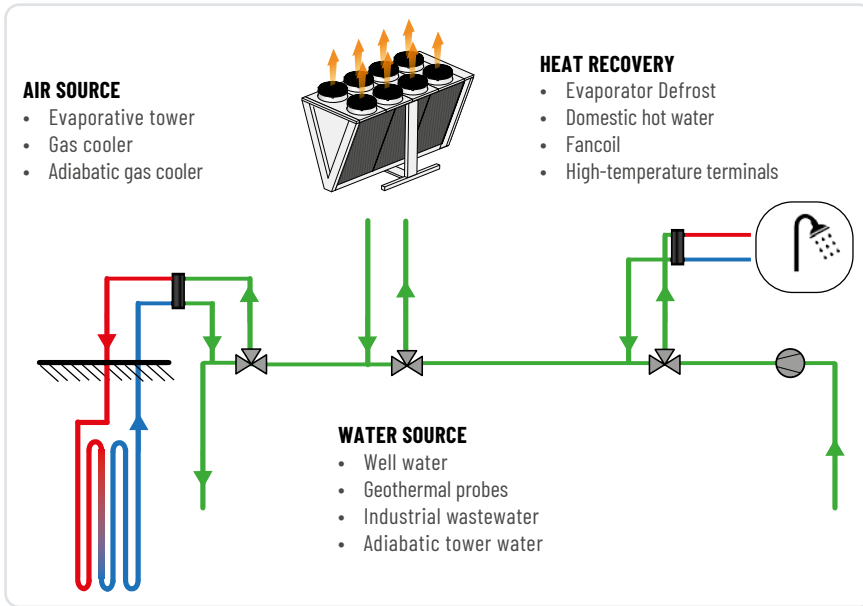 AIR SOURCE
• Evaporative tower
• Gas cooler
• Adiabatic gas cooler
HEAT RECOVERY
• Evaporator Defrost
• Domestic hot water
• Fancoil
• High-temperature terminals
WATER SOURCE
• Well water
• Geothermal probes
• Industrial wastewater
• Adiabatic tower water